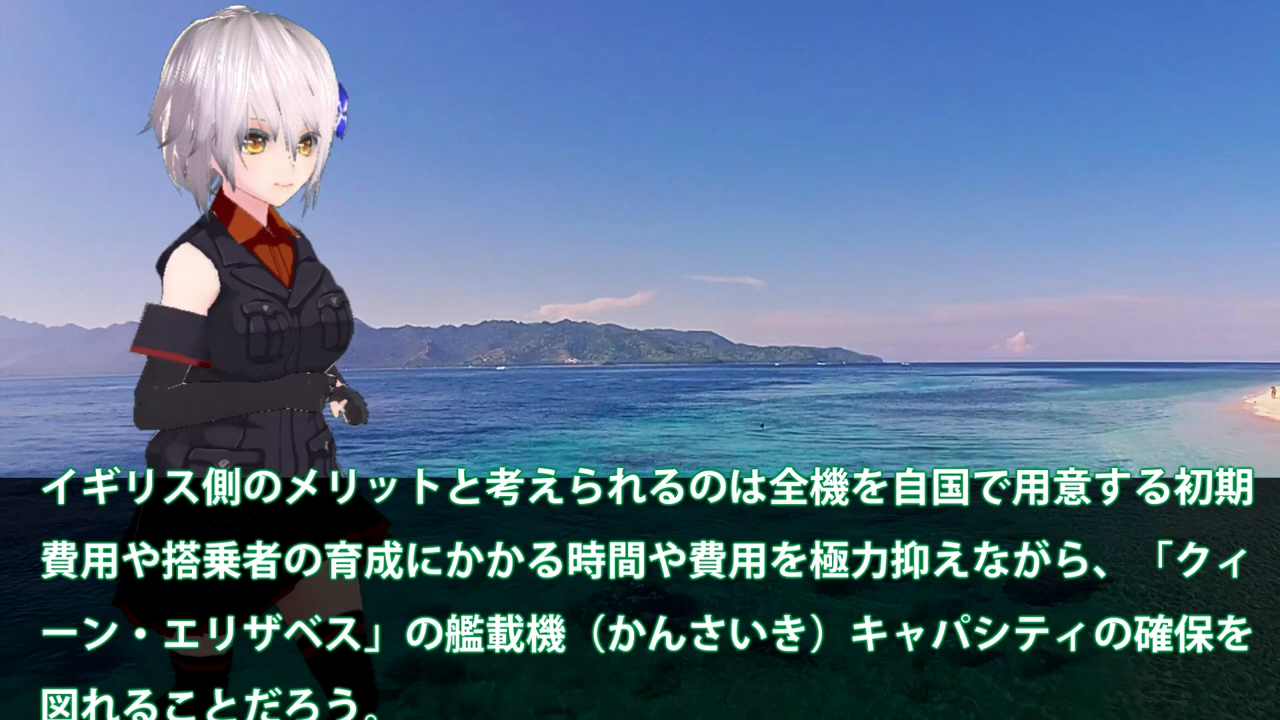 イギリス側のメリットと考えられるのは全機を自国で用意する初期
費用や搭乗者の育成にかかる時間や費用を極力抑えながら、「クィ
ーン・エリザベス」の艦載機（かんさいき）キャパシティの確保を
図れることだろう。